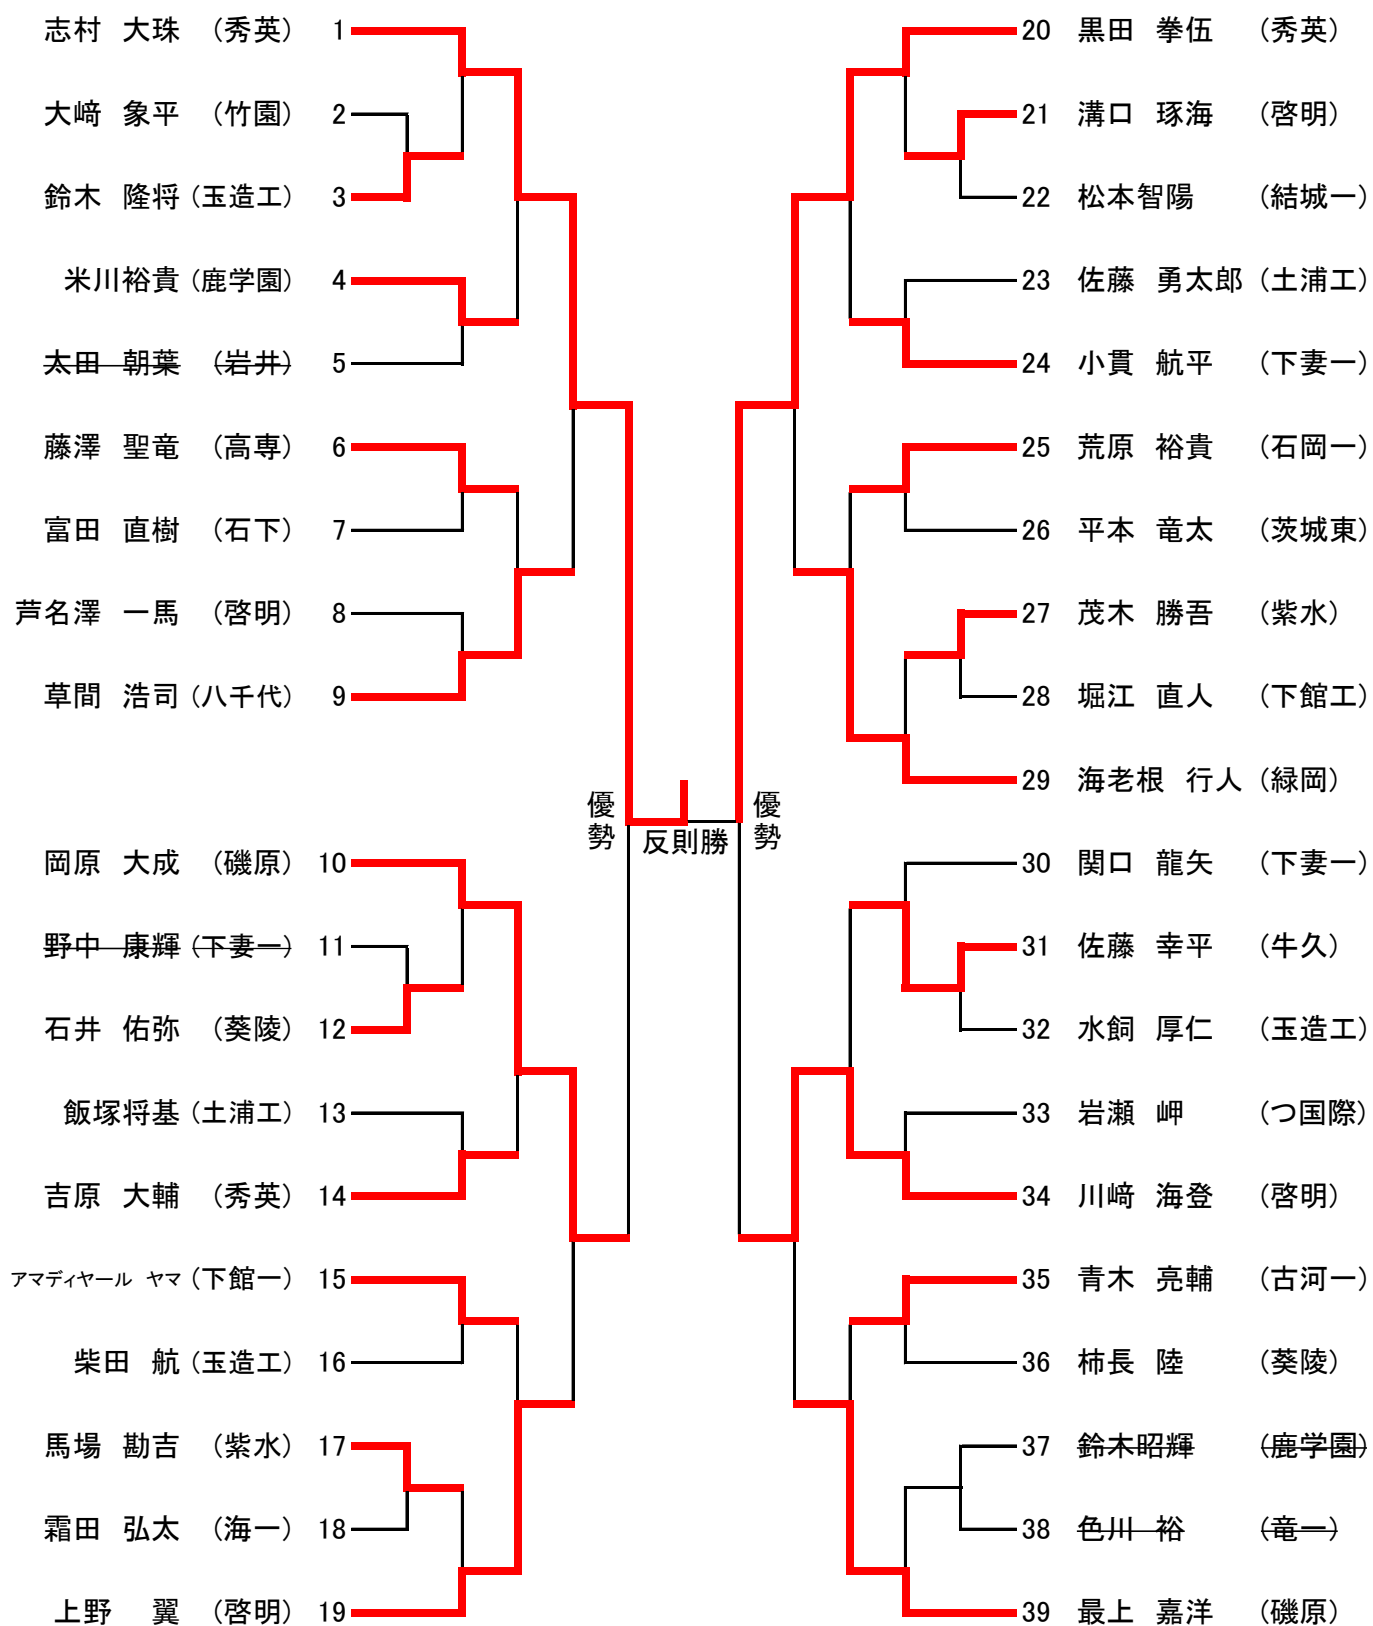 志村 大珠 (秀英) 1
大﨑 象平 (竹園) 2
鈴木 隆将 (玉造工) 3
米川裕貴 (鹿学園) 4
太田 朝葉 (岩井) 5
藤澤 聖竜 (高専) 6
富田 直樹 (石下) 7
芦名澤 一馬 (啓明) 8
草間 浩司 (八千代) 9
岡原 大成 (磯原) 10
野中 康輝 (下妻一) 11
石井 佑弥 (葵陵) 12
飯塚将基 (土浦工) 13
吉原 大輔 (秀英) 14
アマディヤール ヤマ (下館一) 15
柴田 航 (玉造工) 16
馬場 勘吉 (紫水) 17
霜田 弘太 (海一) 18
上野 翼 (啓明) 19
優勢
反則勝
優勢
20 黒田 拳伍 (秀英)
21 溝口 琢海 (啓明)
22 松本智陽 (結城一)
23 佐藤 勇太郎 (土浦工)
24 小貫 航平 (下妻一)
25 荒原 裕貴 (石岡一)
26 平本 竜太 (茨城東)
27 茂木 勝吾 (紫水)
28 堀江 直人 (下館工)
29 海老根 行人 (緑岡)
30 関口 龍矢 (下妻一)
31 佐藤 幸平 (牛久)
32 水飼 厚仁 (玉造工)
33 岩瀬 岬 (つ国際)
34 川﨑 海登 (啓明)
35 青木 亮輔 (古河一)
36 柿長 陸 (葵陵)
37 鈴木昭輝 (鹿学園)
38 色川 裕 (竜一)
39 最上 嘉洋 (磯原)